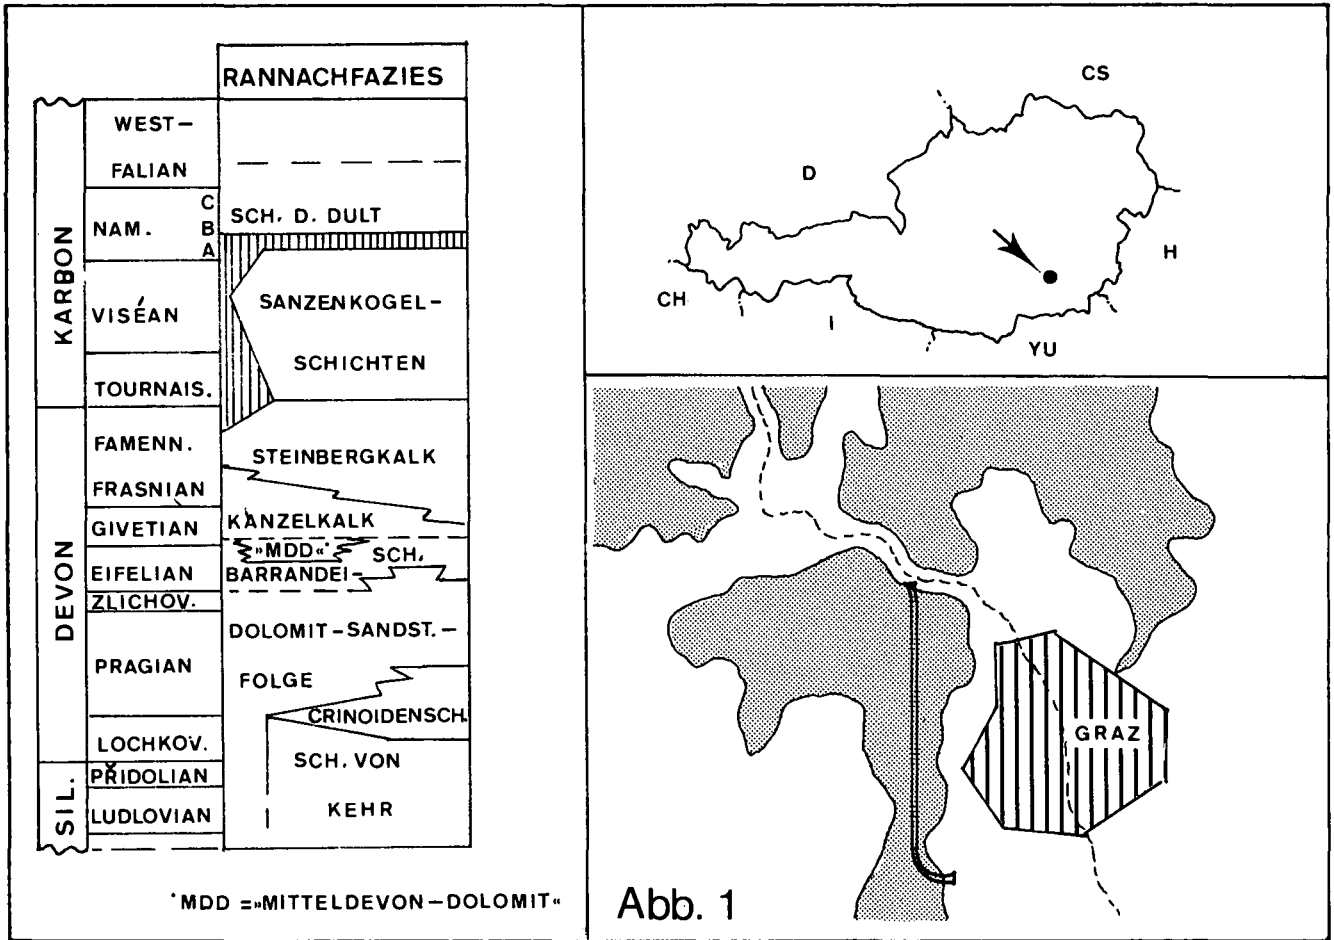 RANNACHFAZIES
KARBON
WEST–
FALIAN
NAM.
C
B
A
VISÉAN
TOURNAIS.
DEVON
FAMENN.
FRASNIAN
GIVETIAN
EIFELIAN
ZLICHOV.
PRAGIAN
LOCHKOV.
SIL.
PŘIDOLIAN
LUDLOVIAN
SCH. D. DULT
SANZENKOGEL–
SCHICHTEN
STEINBERGKALK
KANZELKALK
»MDD«*
SCH.
BARRANDEI–
DOLOMIT–SANDST.–
FOLGE
CRINOIDENSCH.
SCH. VON
KEHR
*MDD =»MITTELDEVON–DOLOMIT«
CS
D
H
CH
I
YU
GRAZ
Abb. 1